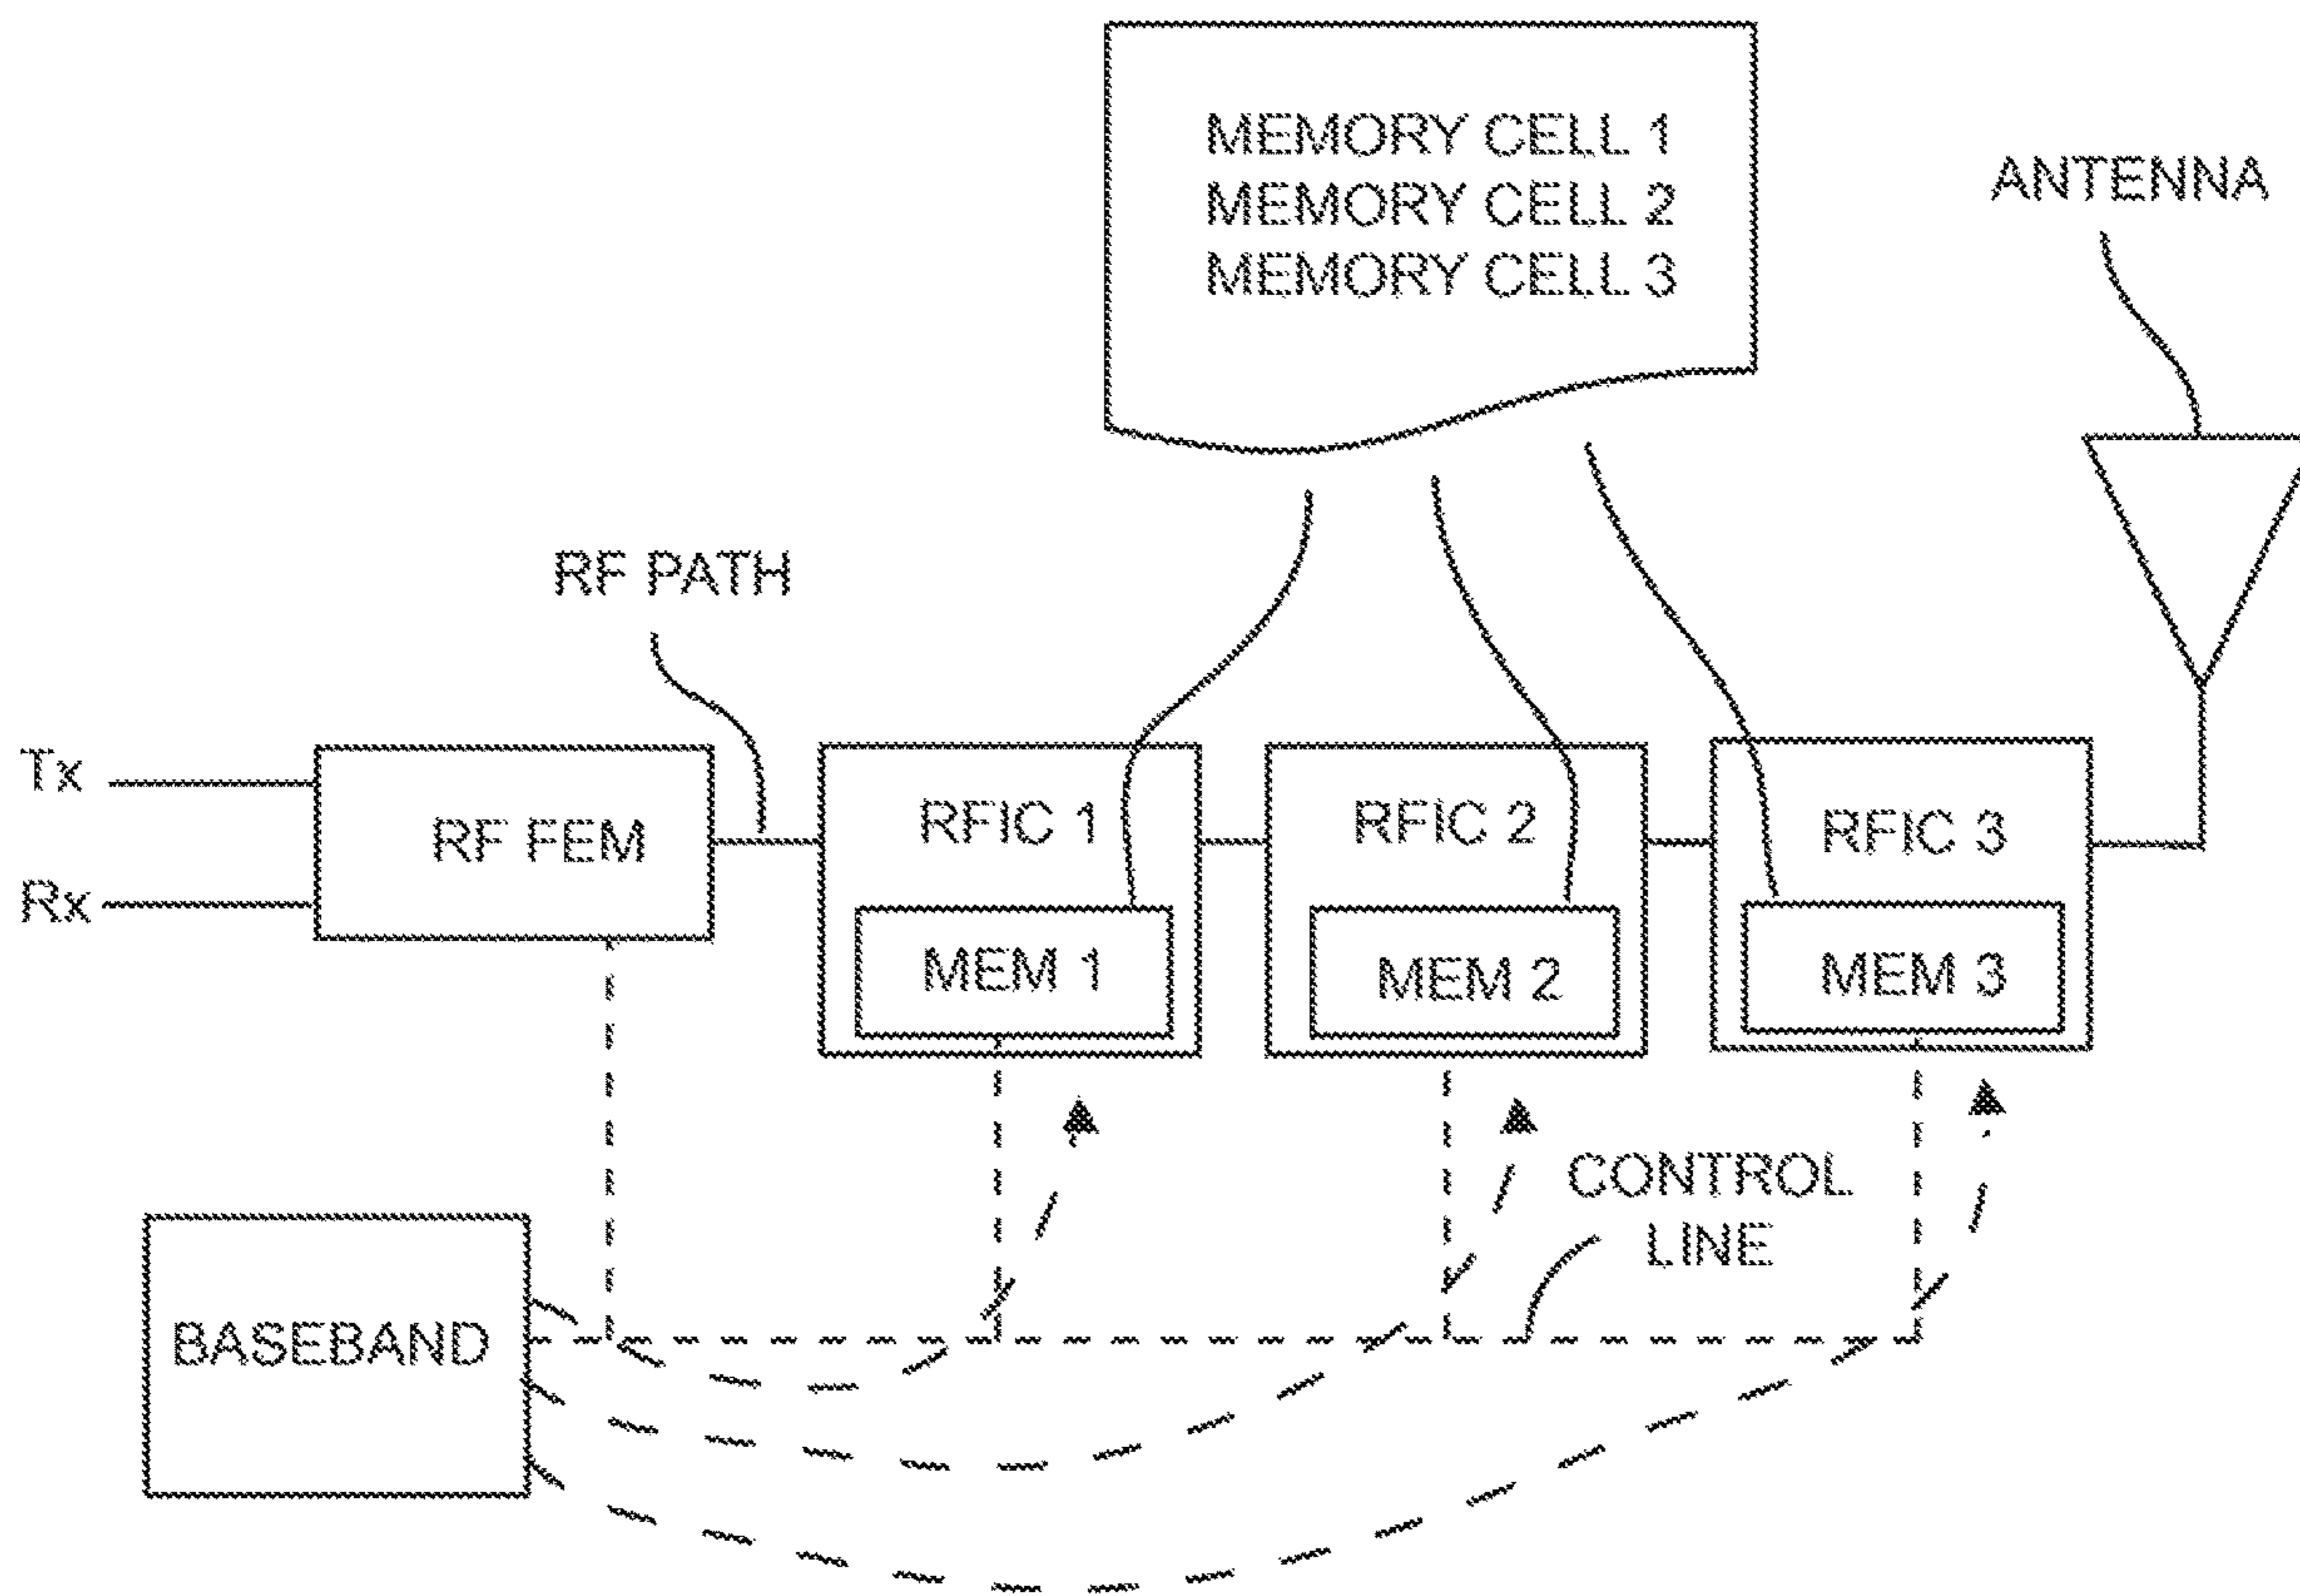 MEMORY CELL 1
MEMORY CELL 2
MEMORY CELL 3
ANTENNA
RF PATH
Tx
Rx
RF FEM
RFIC 1
MEM 1
RFIC 2
MEM 2
RFIC 3
MEM 3
CONTROL
LINE
BASEBAND